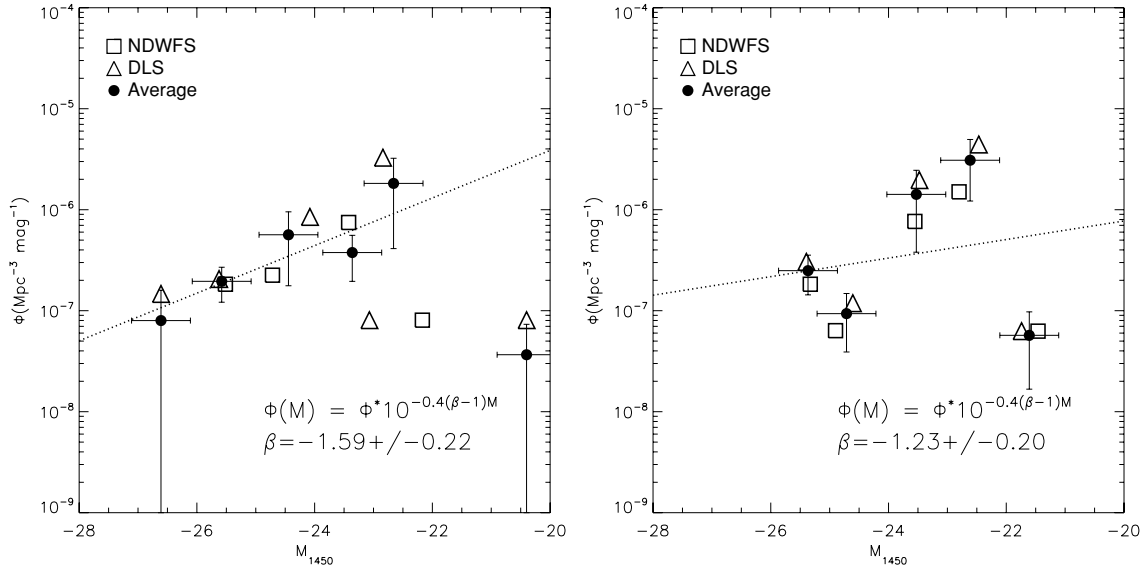 10⁻⁴
10⁻⁵
10⁻⁶
10⁻⁷
10⁻⁸
10⁻⁹
Φ(Mpc⁻³ mag⁻¹)
□ NDWFS
△ DLS
● Average
Φ(M) = Φ*10^-0.4(β−1)M
β=−1.59+/−0.22
−28 −26 −24 −22 −20
M₁₄₅₀
10⁻⁴
10⁻⁵
10⁻⁶
10⁻⁷
10⁻⁸
10⁻⁹
Φ(Mpc⁻³ mag⁻¹)
□ NDWFS
△ DLS
● Average
Φ(M) = Φ*10^-0.4(β−1)M
β=−1.23+/−0.20
−28 −26 −24 −22 −20
M₁₄₅₀